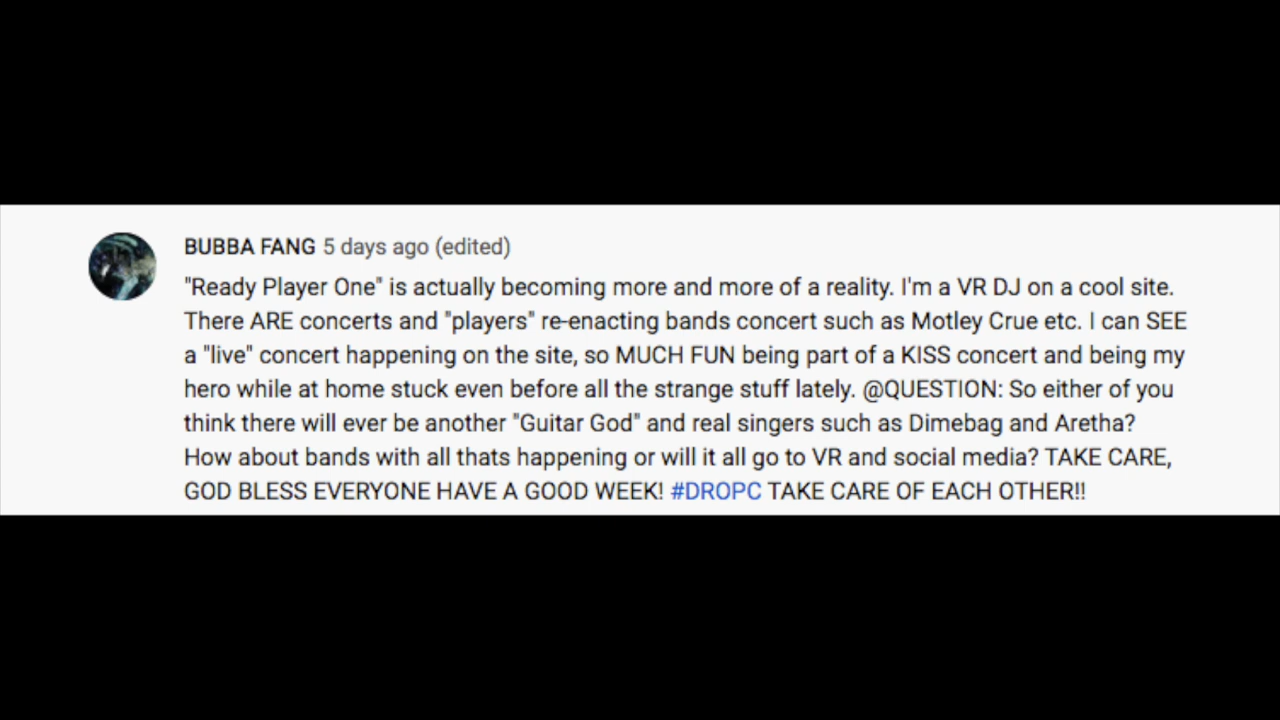 BUBBA FANG 5 days ago (edited)
"Ready Player One" is actually becoming more and more of a reality. I'm a VR DJ on a cool site.
There ARE concerts and "players" re-enacting bands concert such as Motley Crue etc. I can SEE
a "live" concert happening on the site, so MUCH FUN being part of a KISS concert and being my
hero while at home stuck even before all the strange stuff lately. @QUESTION: So either of you
think there will ever be another "Guitar God" and real singers such as Dimebag and Aretha?
How about bands with all thats happening or will it all go to VR and social media? TAKE CARE,
GOD BLESS EVERYONE HAVE A GOOD WEEK! #DROPC TAKE CARE OF EACH OTHER!!